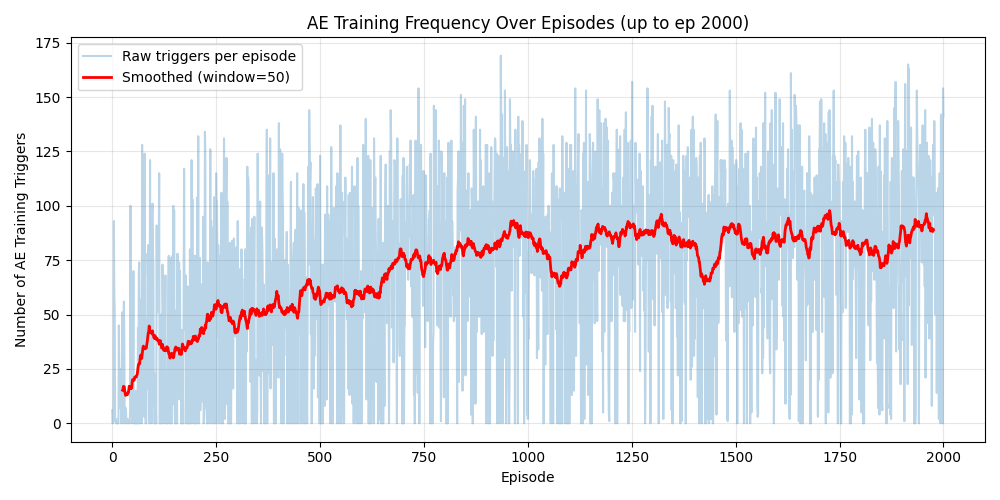 AE Training Frequency Over Episodes (up to ep 2000)
Raw triggers per episode
Smoothed (window=50)
Number of AE Training Triggers
175
150
125
100
75
50
25
0
0 250 500 750 1000 1250 1500 1750 2000
Episode